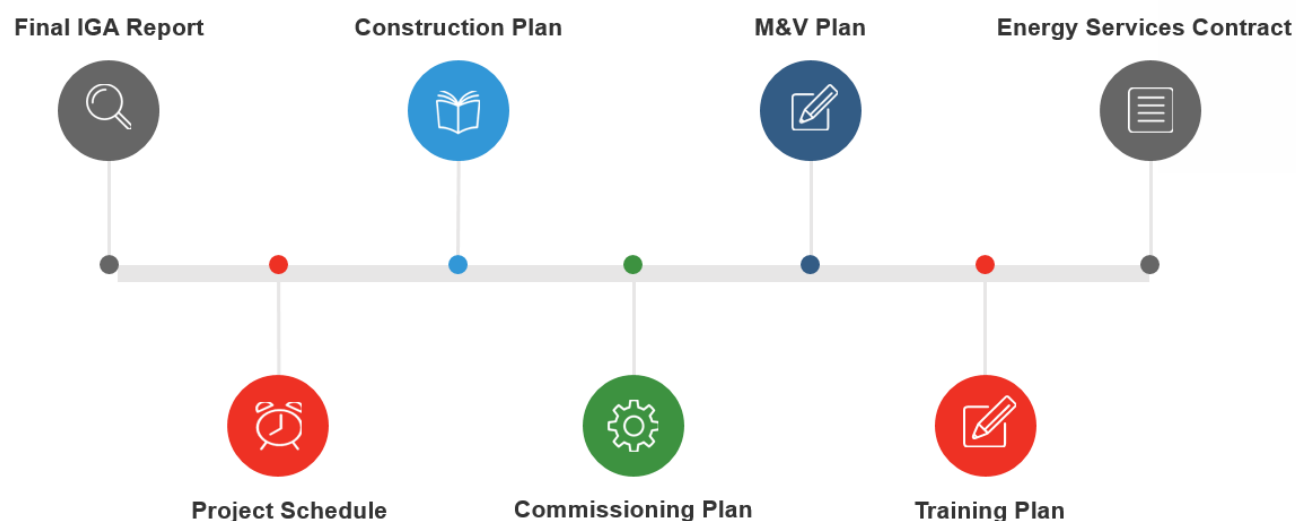 Final IGA Report
Construction Plan
M&V Plan
Energy Services Contract
Project Schedule
Commissioning Plan
Training Plan